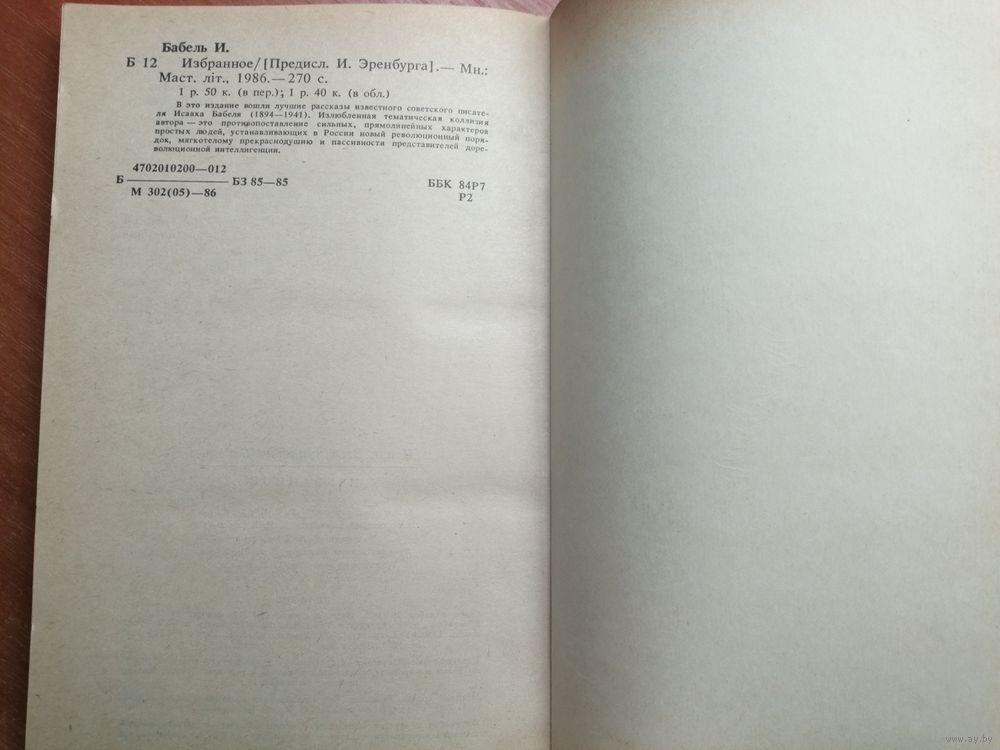 Бабель И.
Б 12 Избранное/[Предисл. И. Эренбурга].— Мн.:
Маст. літ., 1986.—270 с.
1 р. 50 к. (в пер.); 1 р. 40 к. (в обл.)
В это издание вошли лучшие рассказы известного советского писате-
ля Исаака Бабеля (1894—1941). Излюбленная тематическая коллизия
автора — это противопоставление сильных, прямолинейных характеров
простых людей, устанавливающих в России новый революционный поря-
док, мягкотелому прекраснодушию и пассивности представителей доре-
волюционной интеллигенции.
4702010200—012
Б БЗ 85—85
М 302(05)—86
ББК 84Р7
Р2
www.ay.by